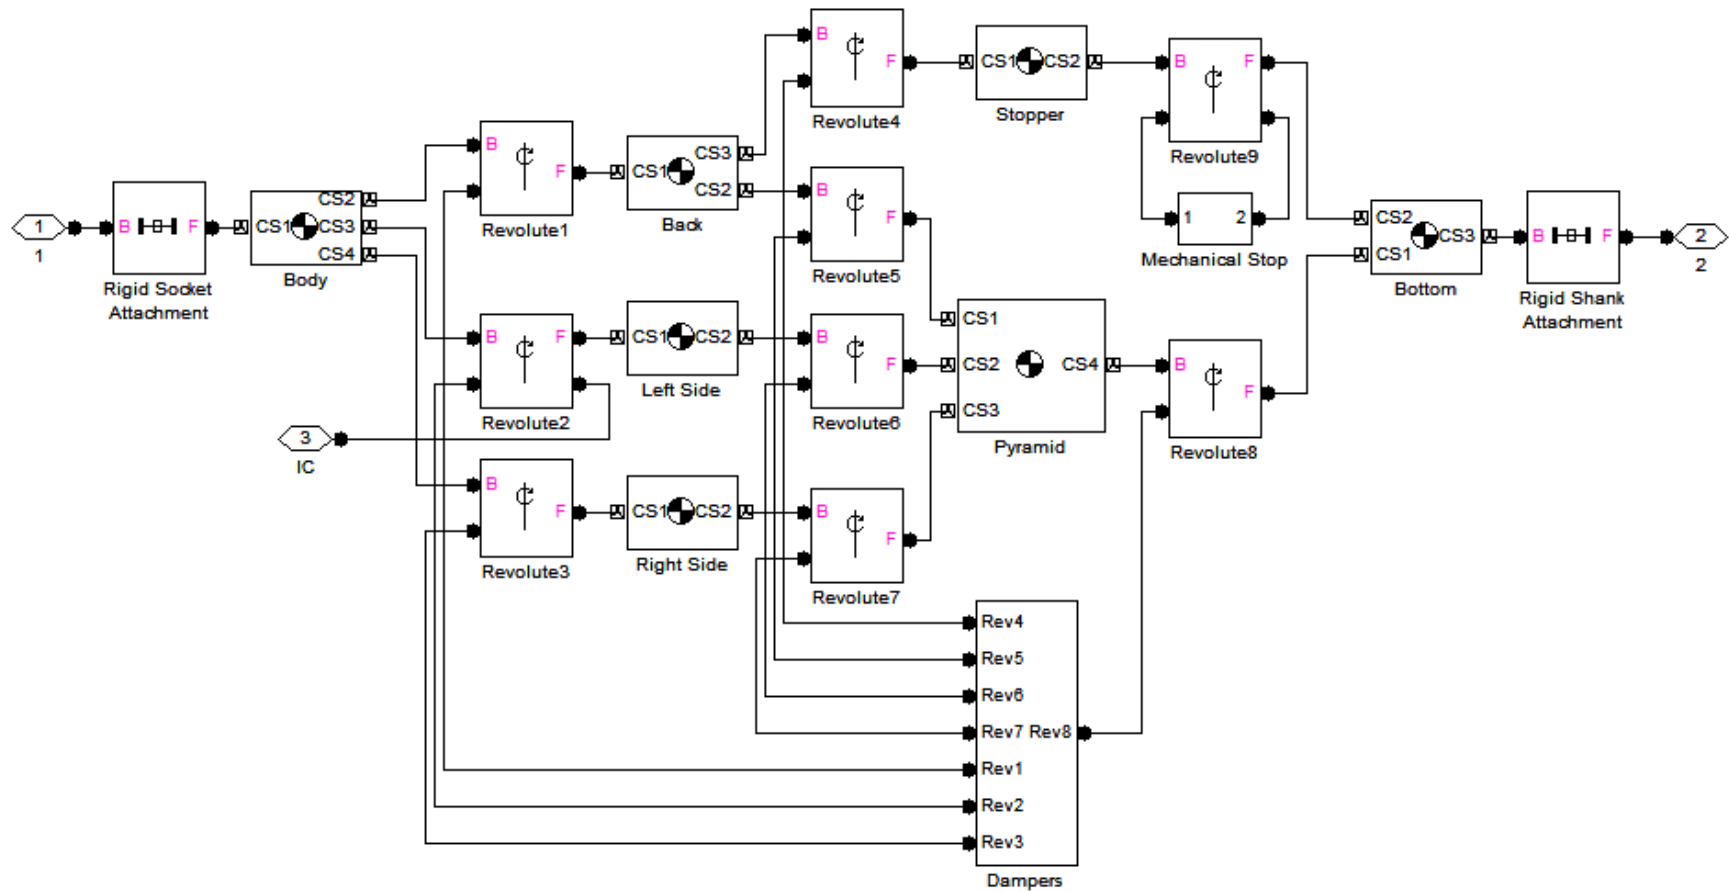 1
1
B F
Rigid Socket
Attachment
CS1 CS2
CS3
CS4
Body
B F
Revolute1
B F
Revolute2
3
IC
B F
Revolute3
CS1 CS3
CS2
Back
CS1 CS2
Left Side
CS1 CS2
Right Side
B F
Revolute4
B F
Revolute5
B F
Revolute6
B F
Revolute7
CS1 CS2
Stopper
CS1
CS2 CS4
CS3
Pyramid
B F
Revolute9
1 2
Mechanical Stop
B F
Revolute8
CS2
CS3
CS1
Bottom
B F
Rigid Shank
Attachment
2
2
Rev4
Rev5
Rev6
Rev7 Rev8
Rev1
Rev2
Rev3
Dampers